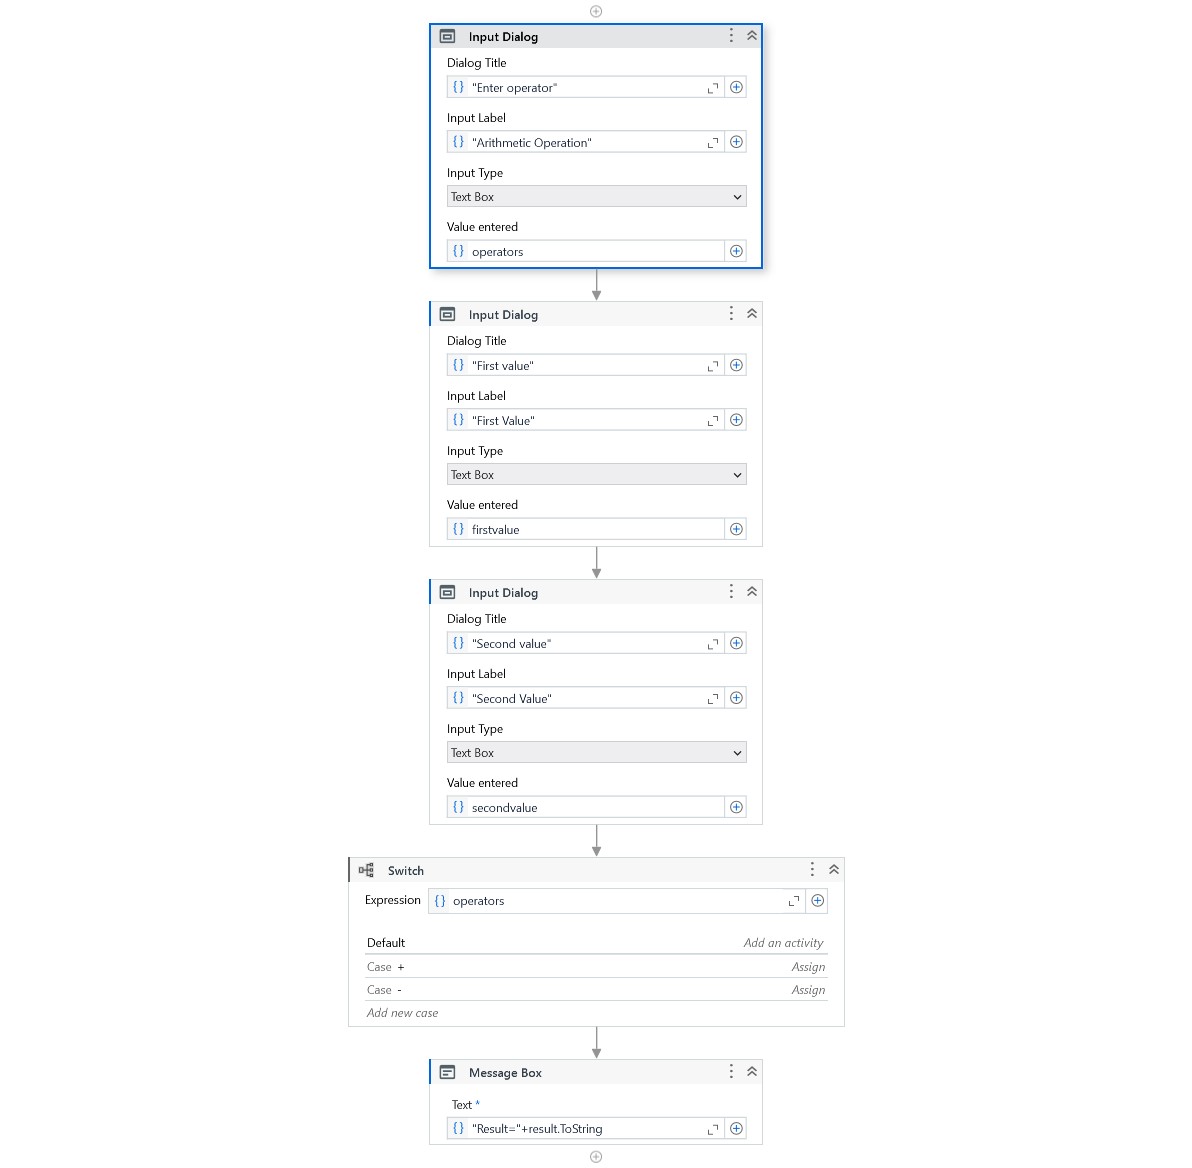 Input Dialog
Dialog Title
"Enter operator"
Input Label
"Arithmetic Operation"
Input Type
Text Box
Value entered
operators
Input Dialog
Dialog Title
"First value"
Input Label
"First Value"
Input Type
Text Box
Value entered
firstvalue
Input Dialog
Dialog Title
"Second value"
Input Label
"Second Value"
Input Type
Text Box
Value entered
secondvalue
Switch
Expression {} operators
Default Add an activity
Case + Assign
Case - Assign
Add new case
Message Box
Text *
"Result="+result.ToString